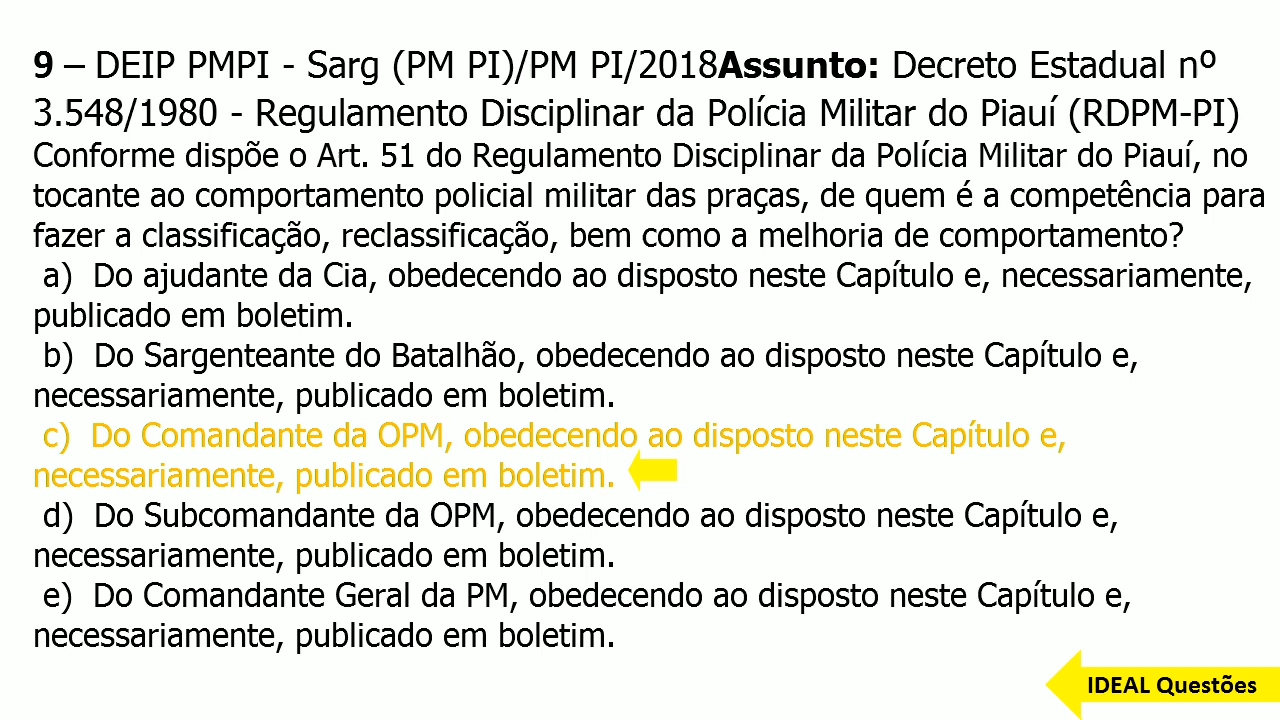 9 – DEIP PMPI - Sarg (PM PI)/PM PI/2018Assunto: Decreto Estadual nº
3.548/1980 - Regulamento Disciplinar da Polícia Militar do Piauí (RDPM-PI)
Conforme dispõe o Art. 51 do Regulamento Disciplinar da Polícia Militar do Piauí, no
tocante ao comportamento policial militar das praças, de quem é a competência para
fazer a classificação, reclassificação, bem como a melhoria de comportamento?
a) Do ajudante da Cia, obedecendo ao disposto neste Capítulo e, necessariamente,
publicado em boletim.
b) Do Sargenteante do Batalhão, obedecendo ao disposto neste Capítulo e,
necessariamente, publicado em boletim.
c) Do Comandante da OPM, obedecendo ao disposto neste Capítulo e,
necessariamente, publicado em boletim.
d) Do Subcomandante da OPM, obedecendo ao disposto neste Capítulo e,
necessariamente, publicado em boletim.
e) Do Comandante Geral da PM, obedecendo ao disposto neste Capítulo e,
necessariamente, publicado em boletim.
IDEAL Questões